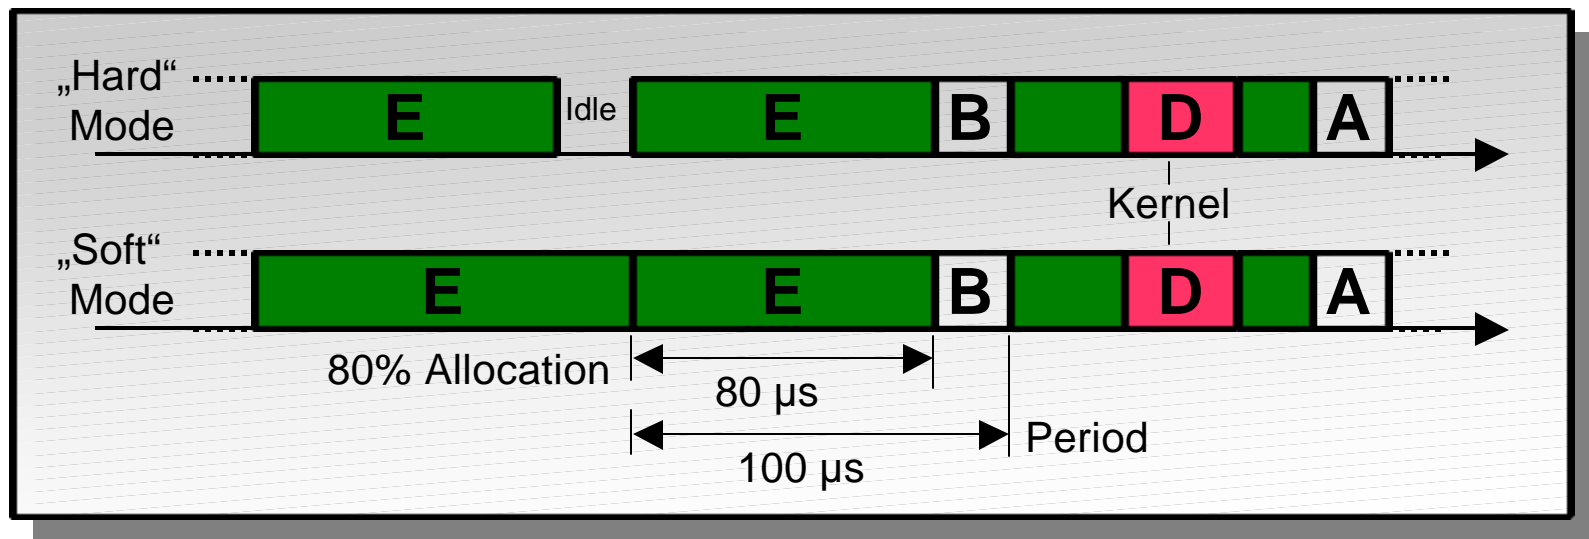 „Hard“
Mode
E
Idle
E
B
D
A
Kernel
„Soft“
Mode
E
E
B
D
A
80% Allocation
80 µs
100 µs
Period